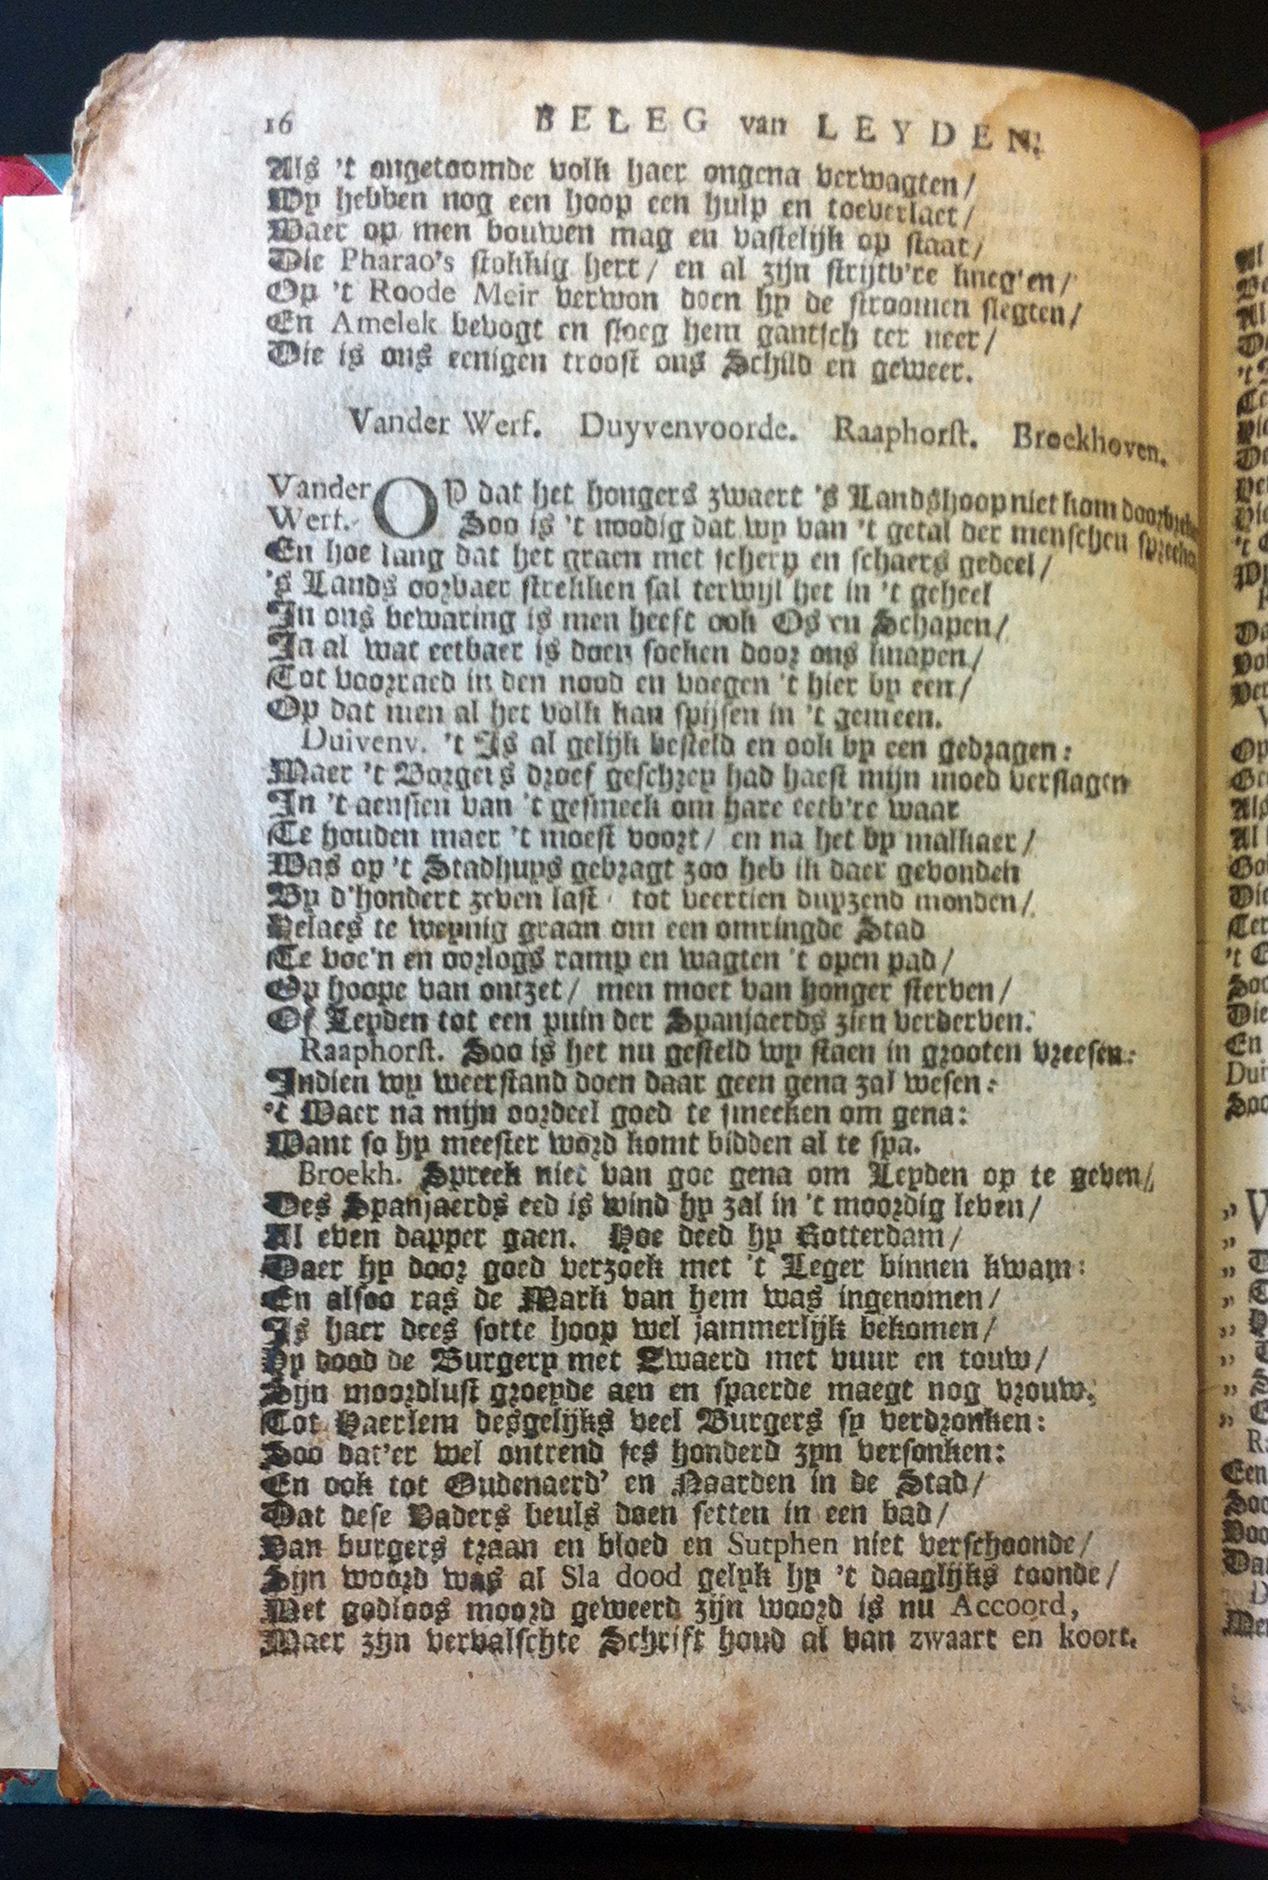 16 BELEG van LEYDEN.
Als 't ongetoomde volk haer ongena verwagten/
Wy hebben nog een hoop een hulp en toeverlaet/
Waer op men bouwen mag en vastelijk op staat/
Die Pharao's stokkig hert/ en al zijn strijtb're kneg'en/
Op 't Roode Meir verwon doen hy de stroomen slegten/
En Amelek bevogt en sloeg hem gantsch ter neer/
Die is ons eenigen troost ons Schild en geweer.
Vander Werf. Duyvenvoorde. Raaphorst. Broekhoven.
Vander Werf. OP dat het hongers zwaert 's Landshoop niet kom doorbreken
Soo is 't noodig dat wy van 't getal der menschen spreken
En hoe lang dat het graen met scherp en schaers gedeel/
's Lands oorbaer strekken sal terwijl het in 't geheel
In ons bewaring is men heeft ook Os en Schapen/
Ja al wat eetbaer is doen soeken door ons knapen/
Tot voorraed in den nood en voegen 't hier by een/
Op dat men al het volk kan spijsen in 't gemeen.
Duivenv. 't Is al gelijk besteld en ook by een gedragen:
Maer 't Borgers droef geschrey had haest mijn moed verslagen
In 't aensien van 't gesmeek om hare eetb're waar
Te houden maer 't moest voort/ en na het by malkaer/
Was op 't Stadhuys gebragt zoo heb ik daer gevonden
By d'hondert zeven last tot veertien duyzend monden/
Helaes te weynig graan om een omringde Stad
Te voe'n en oorlogs ramp en wagten 't open pad/
Op hoope van ontzet/ men moet van honger sterven/
Of Leyden tot een puin der Spanjaerds zien verderven.
Raaphorst. Soo is het nu gesteld wy staen in grooten vreesen:
Indien wy weerstand doen daar geen gena zal wesen:
't Waer na mijn oordeel goed te smeeken om gena:
Want so hy meester word komt bidden al te spa.
Broekh. Spreek niet van goe gena om Leyden op te geven/
Des Spanjaerds eed is wind hy zal in 't moordig leven/
Al even dapper gaen. Hoe deed hy Rotterdam/
Daer hy door goed verzoek met 't Leger binnen kwam:
En alsoo ras de Mark van hem was ingenomen/
Is haer dees sotte hoop wel jammerlijk bekomen/
Hy dood de Burgery met Twaerd met vuur en touw/
Sijn moordlust groeyde aen en spaerde maegt nog vrouw.
Tot Haerlem desgelijks veel Burgers sy verdronken:
Soo dat'er wel ontrend ses honderd zyn versonken:
En ook tot Oudenaerd' en Naarden in de Stad/
Dat dese Vaders beuls doen setten in een bad/
Van burgers traan en bloed en Sutphen niet verschoonde/
Sijn woord was al Sla dood gelyk hy 't daaglijks toonde/
Met godloos moord geweerd zijn woord is nu Accoord,
Maer zyn vervalschte Schrift houd al van zwaart en koort.